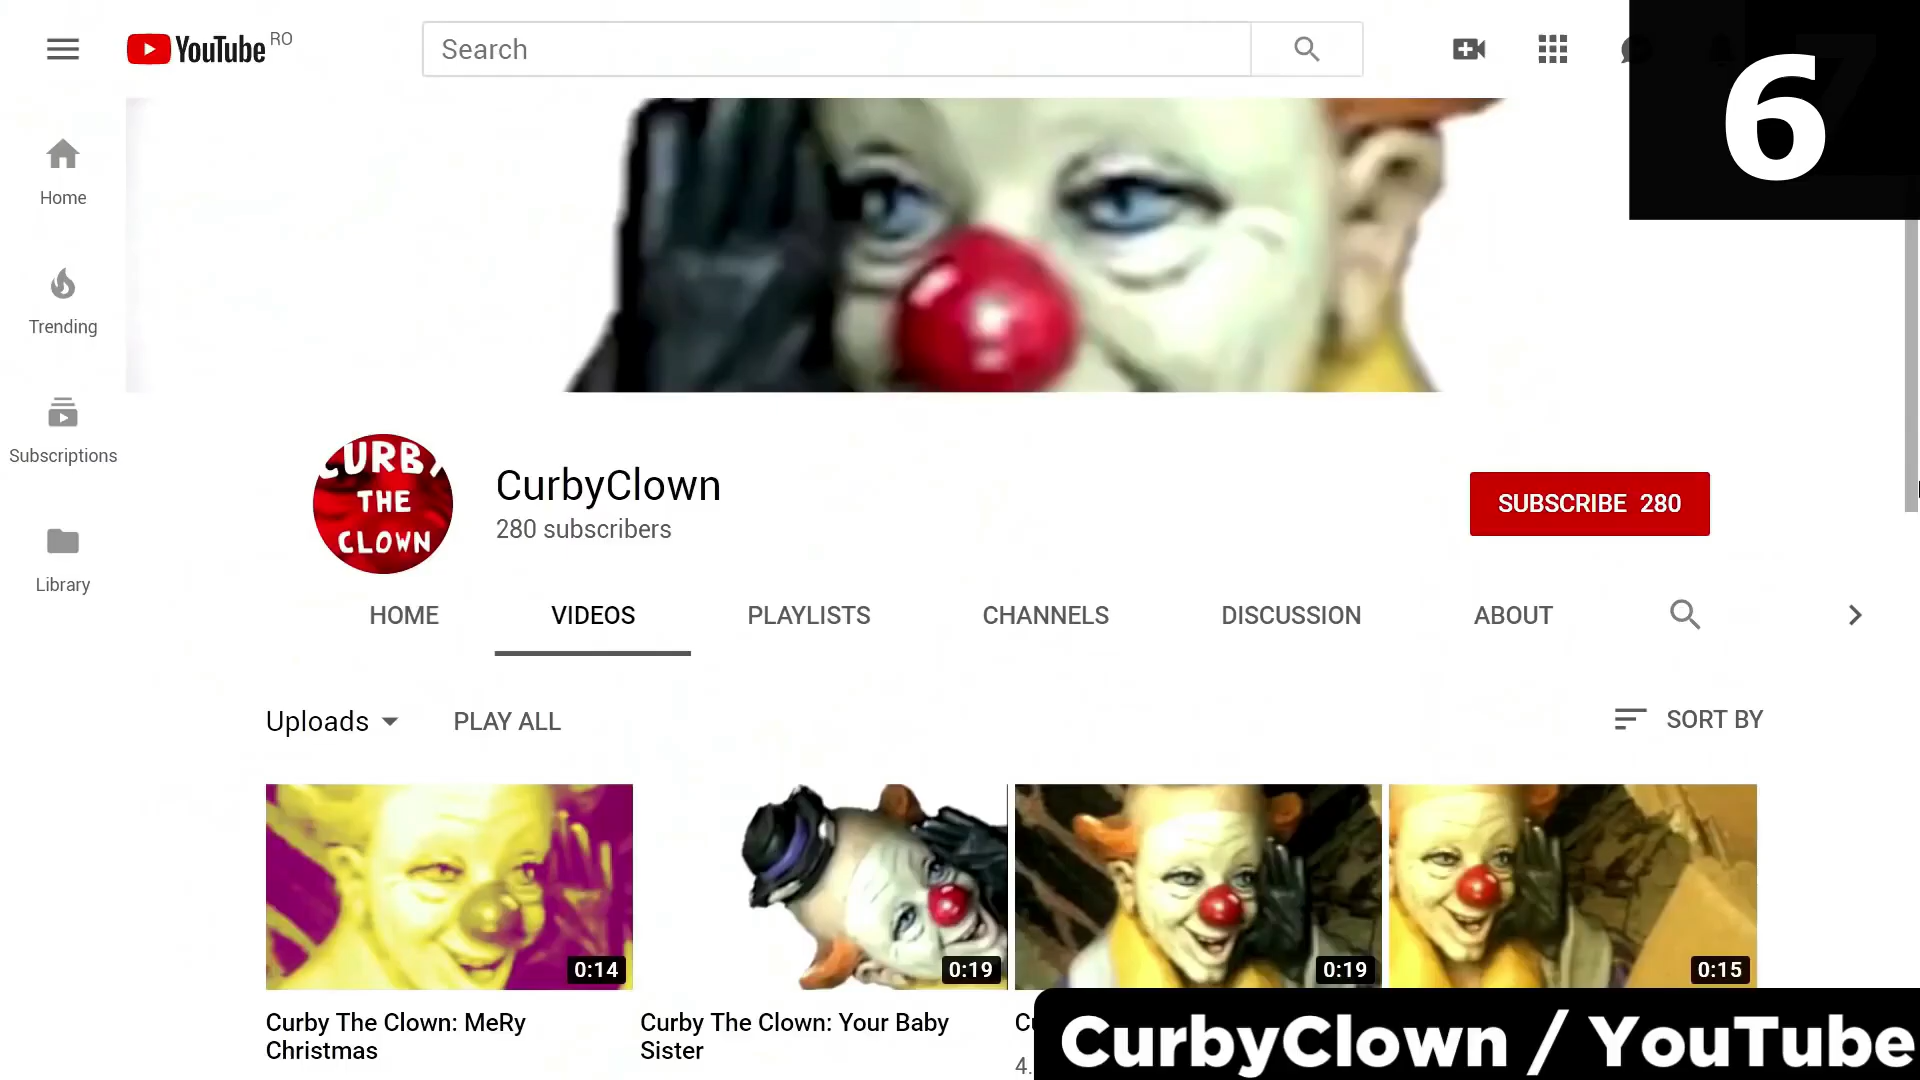 YouTube RO
Search
6
Home
Trending
Subscriptions
Library
CURBY
THE
CLOWN
CurbyClown
280 subscribers
SUBSCRIBE 280
HOME
VIDEOS
PLAYLISTS
CHANNELS
DISCUSSION
ABOUT
Uploads
PLAY ALL
SORT BY
0:14
0:19
0:19
0:15
Curby The Clown: MeRy
Christmas
Curby The Clown: Your Baby
Sister
CurbyClown / YouTube